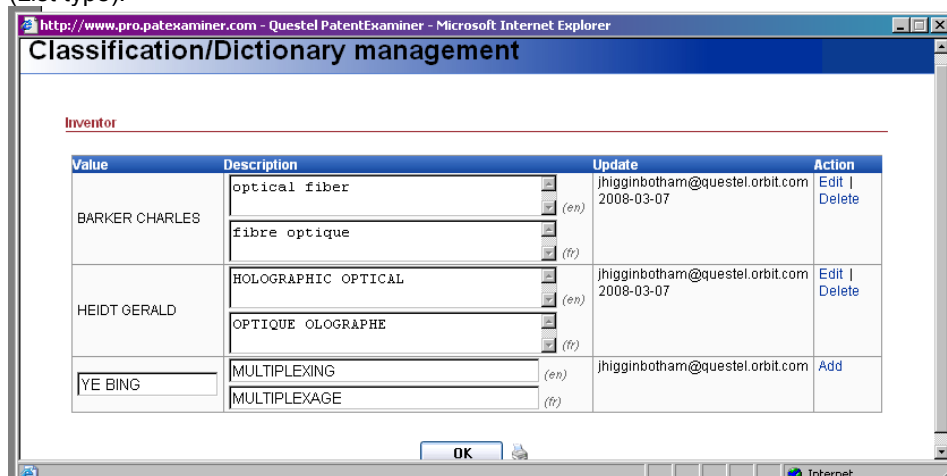 (List type).
http://www.pro.patexaminer.com - Questel PatentExaminer - Microsoft Internet Explorer
Classification/Dictionary management
Inventor
Value Description Update Action
BARKER CHARLES
optical fiber (en)
fibre optique (fr)
jhigginbotham@questel.orbit.com
2008-03-07
Edit |
Delete
HEIDT GERALD
HOLOGRAPHIC OPTICAL (en)
OPTIQUE OLOGRAPHE (fr)
jhigginbotham@questel.orbit.com
2008-03-07
Edit |
Delete
YE BING
MULTIPLEXING (en)
MULTIPLEXAGE (fr)
jhigginbotham@questel.orbit.com
Add
OK
Internet